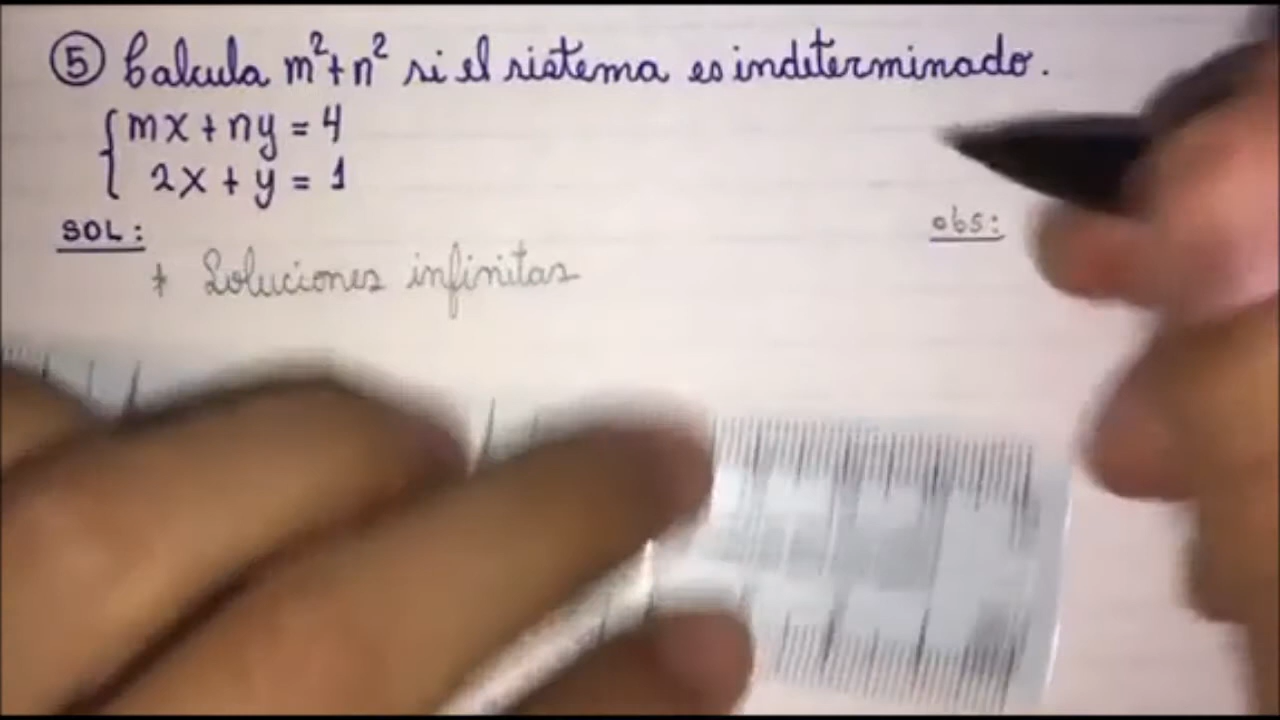 ⑤ Calcula m²+n² si el sistema es indeterminado.
mx + ny = 4
2x + y = 1
SOL:
obs:
* Soluciones infinitas